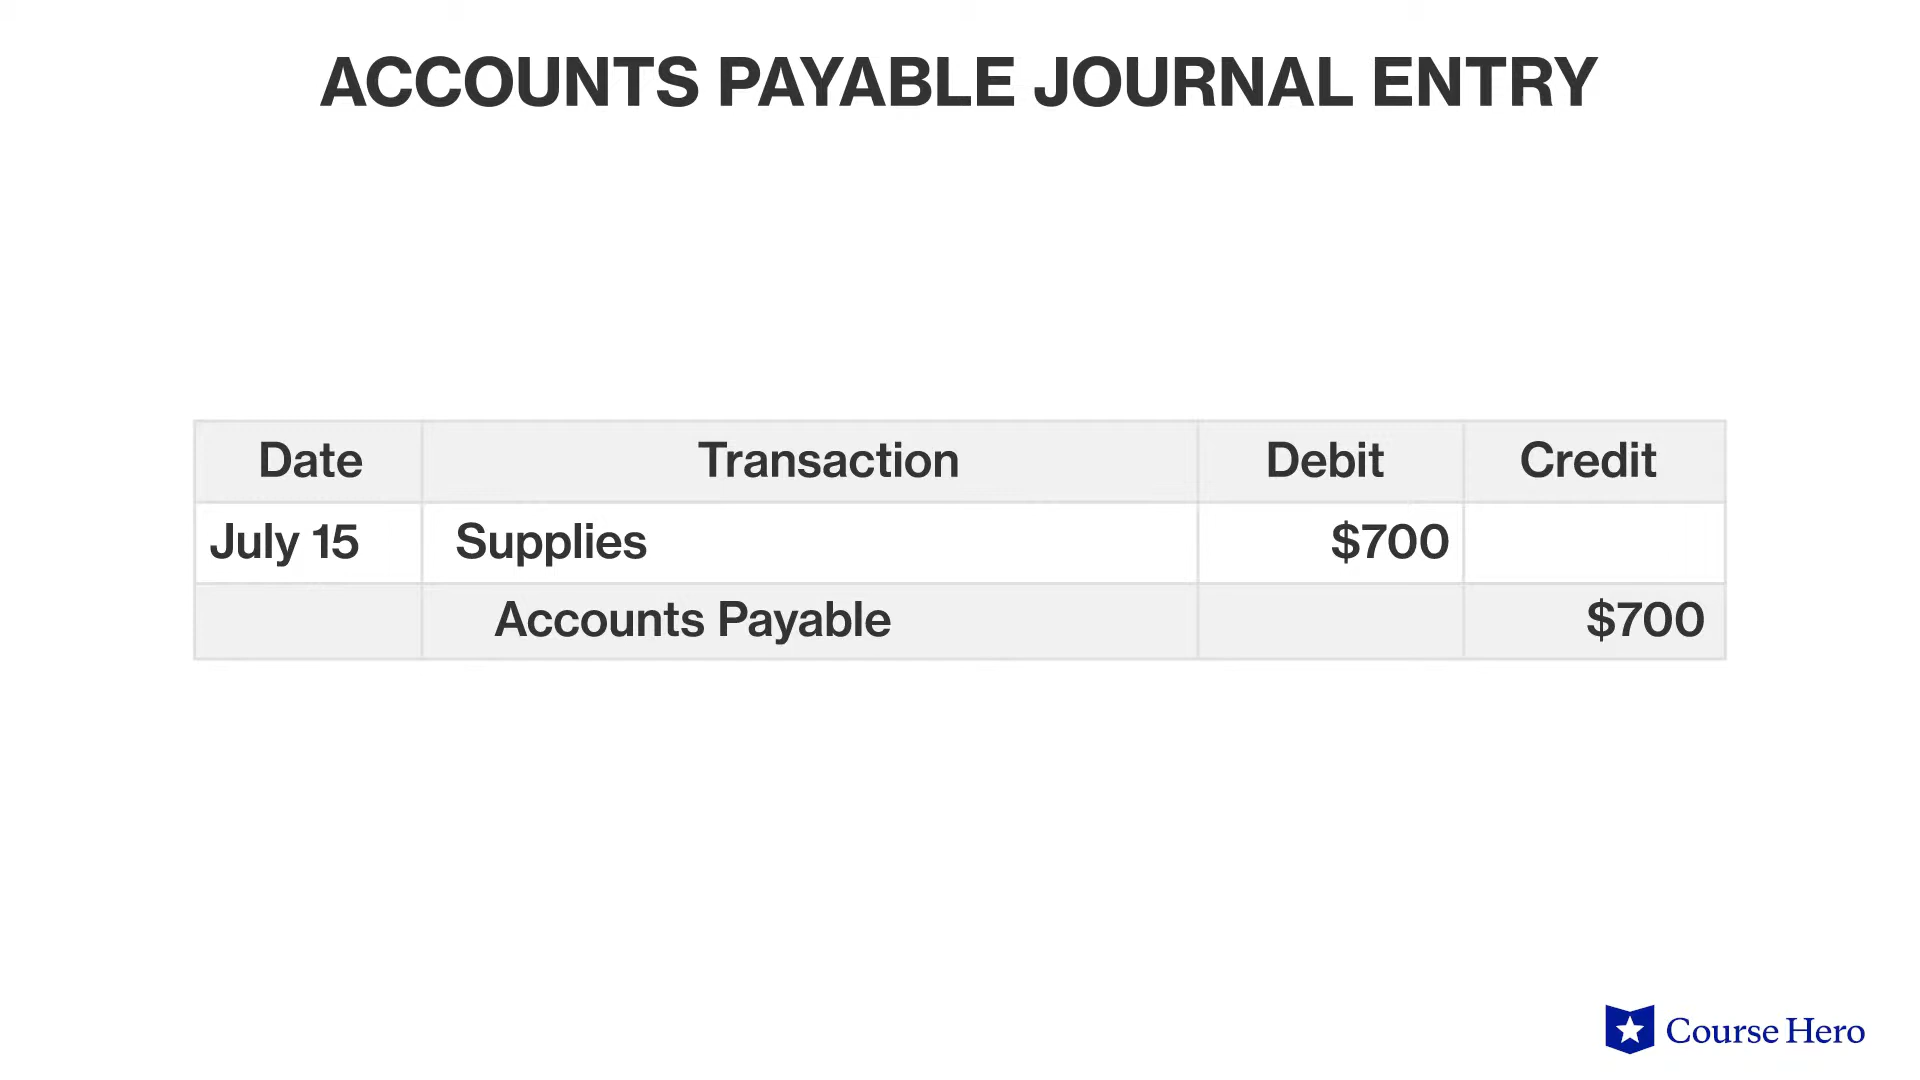 ACCOUNTS PAYABLE JOURNAL ENTRY
Date Transaction Debit Credit
July 15 Supplies $700
Accounts Payable $700
Course Hero